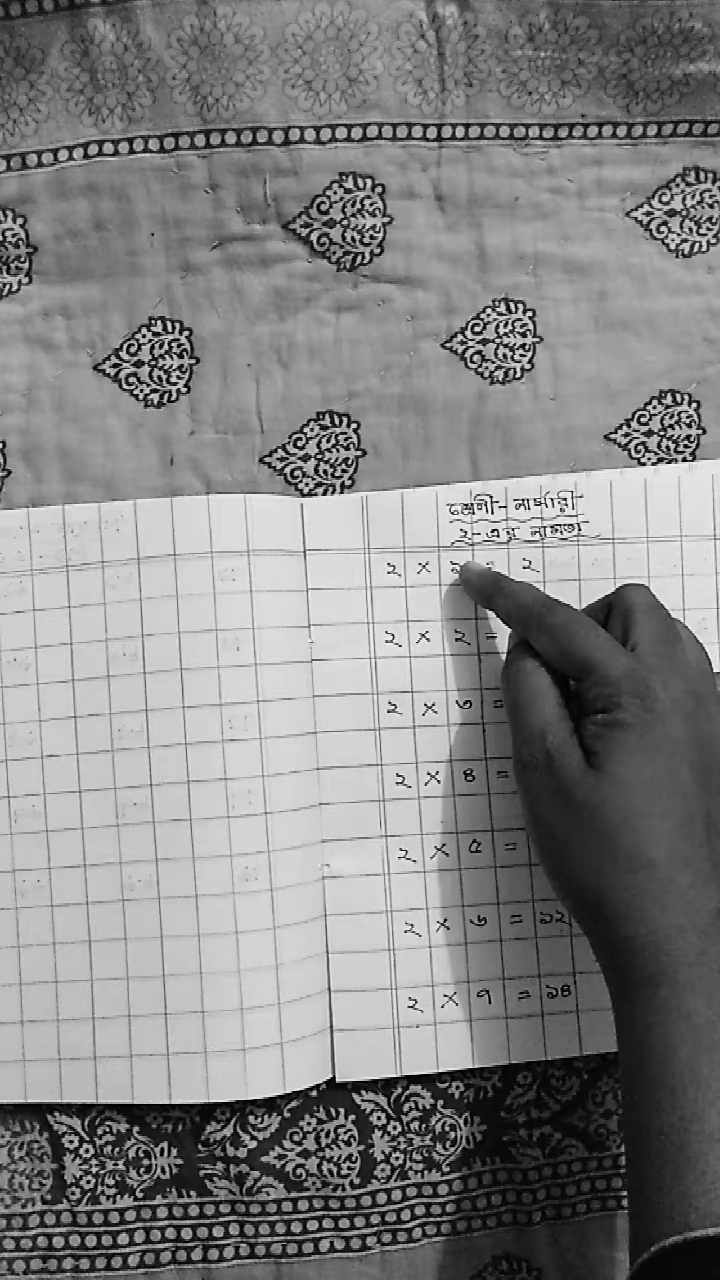 শ্রেণী - নার্সারী
২-এর নামতা
২ × ১ = ২
২ × ২ =
২ × ৩ =
২ × ৪ =
২ × ৫ =
২ × ৬ = ১২
২ × ৭ = ১৪